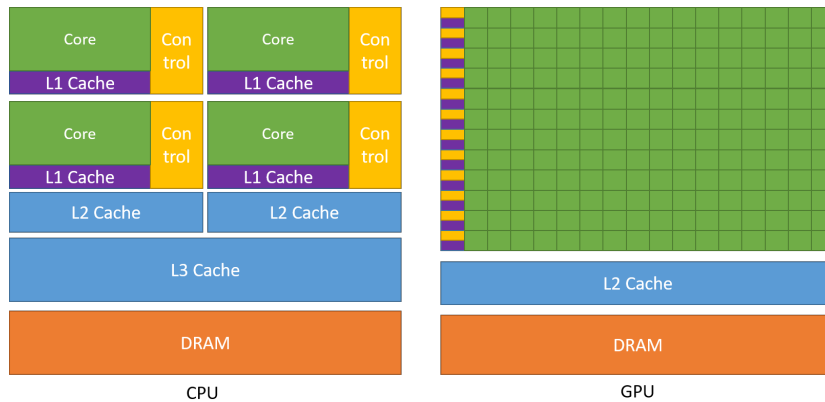 Core
Con
trol
Core
Con
trol
L1 Cache
L1 Cache
Core
Con
trol
Core
Con
trol
L1 Cache
L1 Cache
L2 Cache
L2 Cache
L3 Cache
DRAM
CPU
L2 Cache
DRAM
GPU